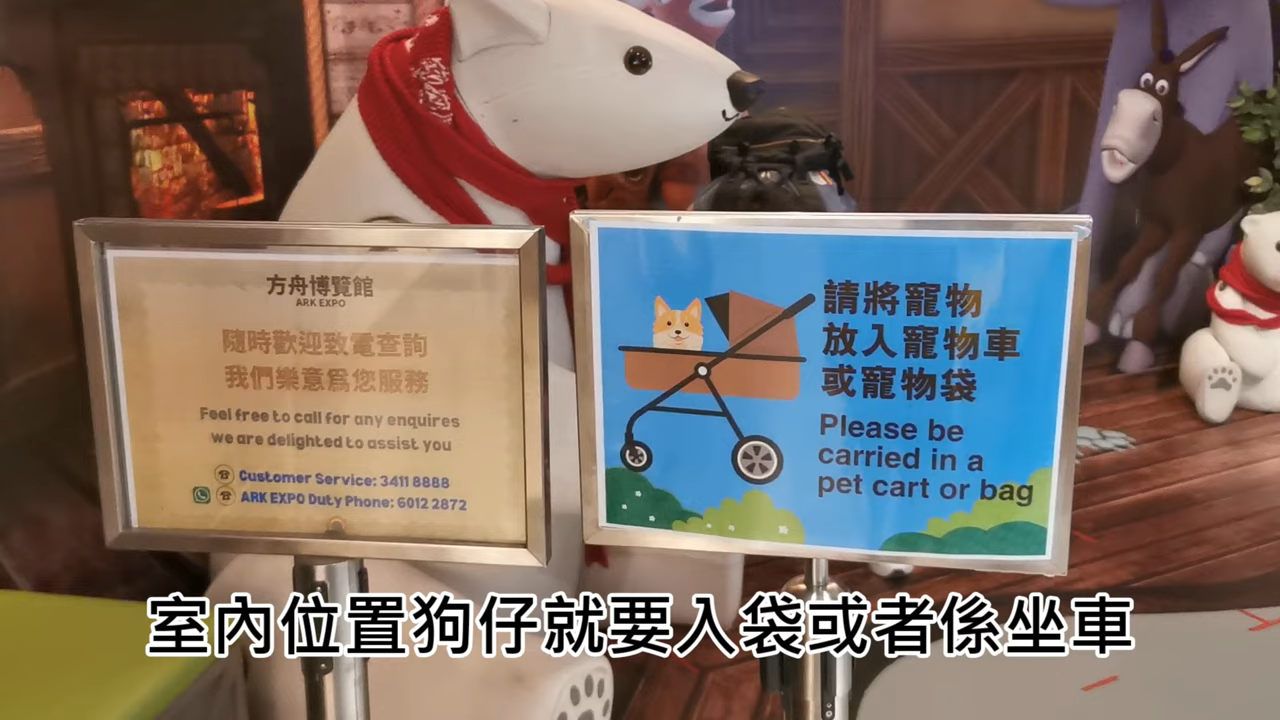 方舟博覽館
ARK EXPO
隨時歡迎致電查詢
我們樂意為您服務
Feel free to call for any enquires
we are delighted to assist you
Customer Service: 3411 8888
ARK EXPO Duty Phone: 6012 2872
請將寵物
放入寵物車
或寵物袋
Please be
carried in a
pet cart or bag
室內位置狗仔就要入袋或者係坐車